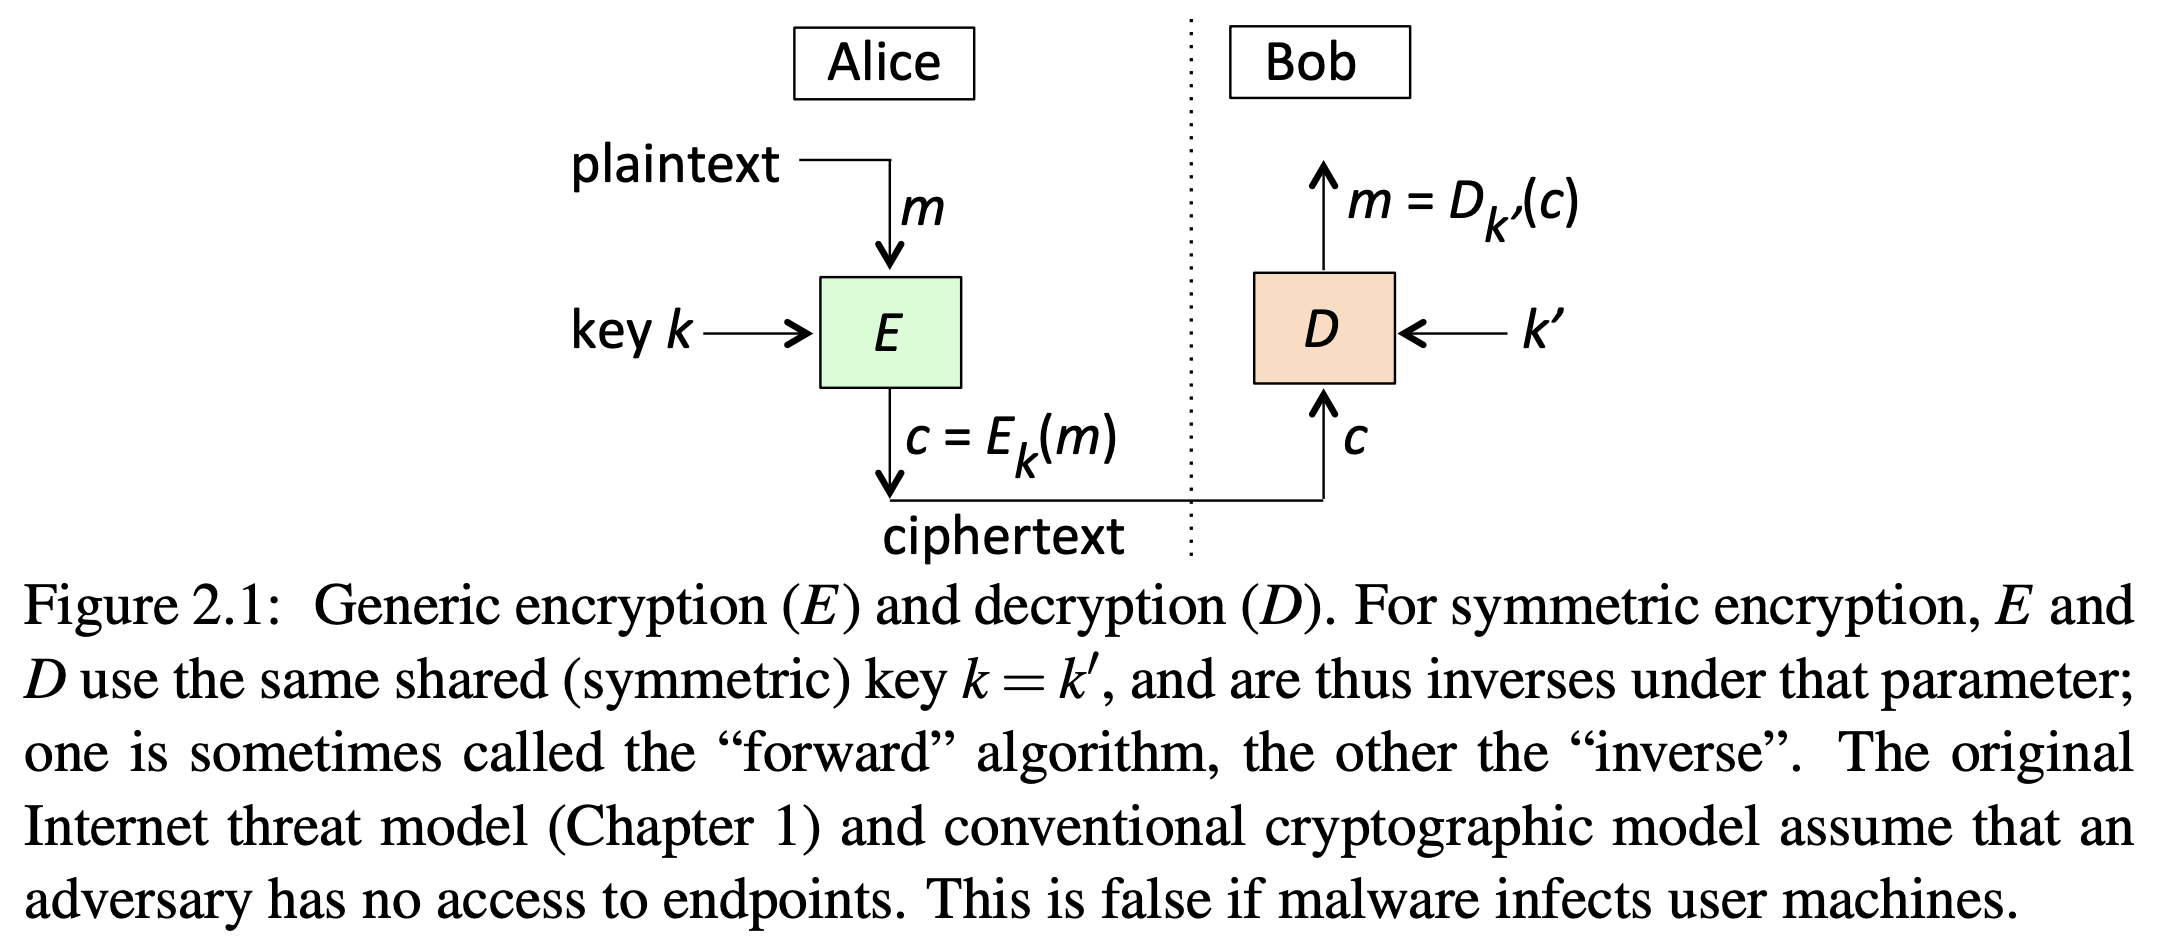 Alice
Bob
plaintext
m
m = Dk′(c)
key k
E
D
k′
c = Ek(m)
c
ciphertext
Figure 2.1: Generic encryption (E) and decryption (D). For symmetric encryption, E and
D use the same shared (symmetric) key k = k′, and are thus inverses under that parameter;
one is sometimes called the “forward” algorithm, the other the “inverse”. The original
Internet threat model (Chapter 1) and conventional cryptographic model assume that an
adversary has no access to endpoints. This is false if malware infects user machines.